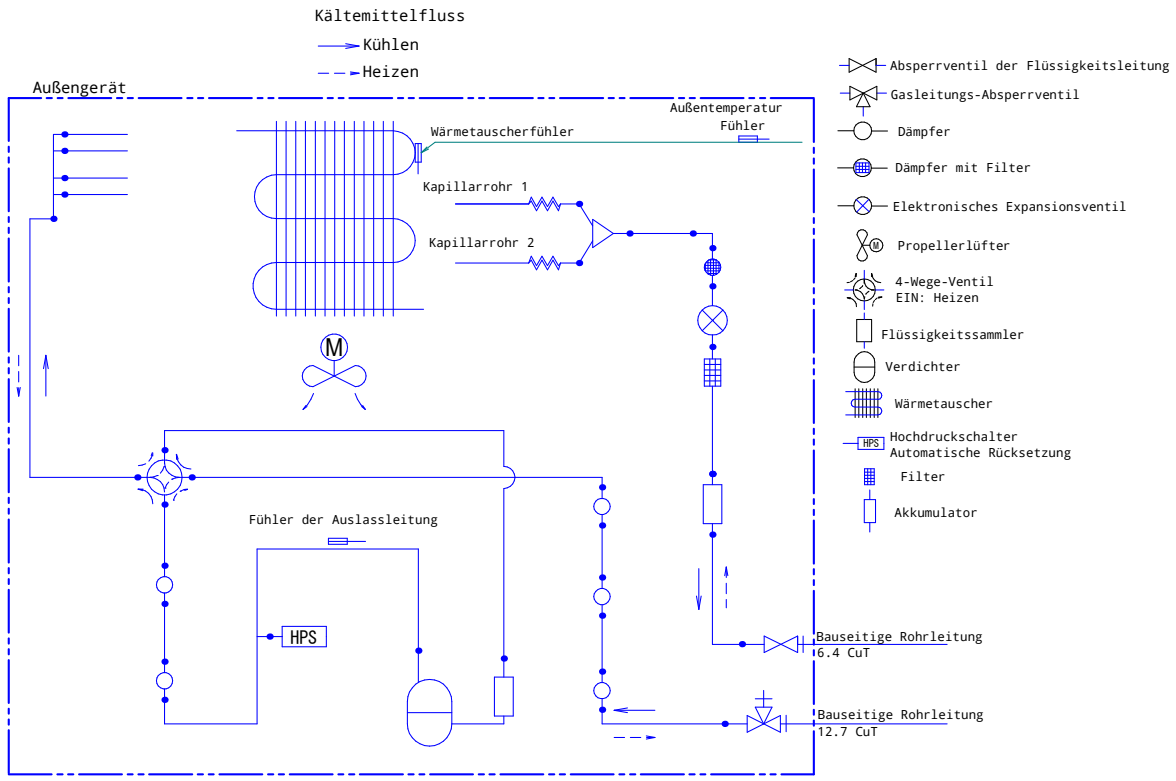 Kältemittelfluss
Kühlen
Heizen
Außengerät
Außentemperatur
Fühler
Wärmetauscherfühler
Kapillarrohr 1
Kapillarrohr 2
M
Fühler der Auslassleitung
HPS
Bauseitige Rohrleitung
6.4 CuT
Bauseitige Rohrleitung
12.7 CuT
Absperrventil der Flüssigkeitsleitung
Gasleitungs-Absperrventil
Dämpfer
Dämpfer mit Filter
Elektronisches Expansionsventil
M
Propellerlüfter
4-Wege-Ventil
EIN: Heizen
Flüssigkeitssammler
Verdichter
Wärmetauscher
HPS
Hochdruckschalter
Automatische Rücksetzung
Filter
Akkumulator